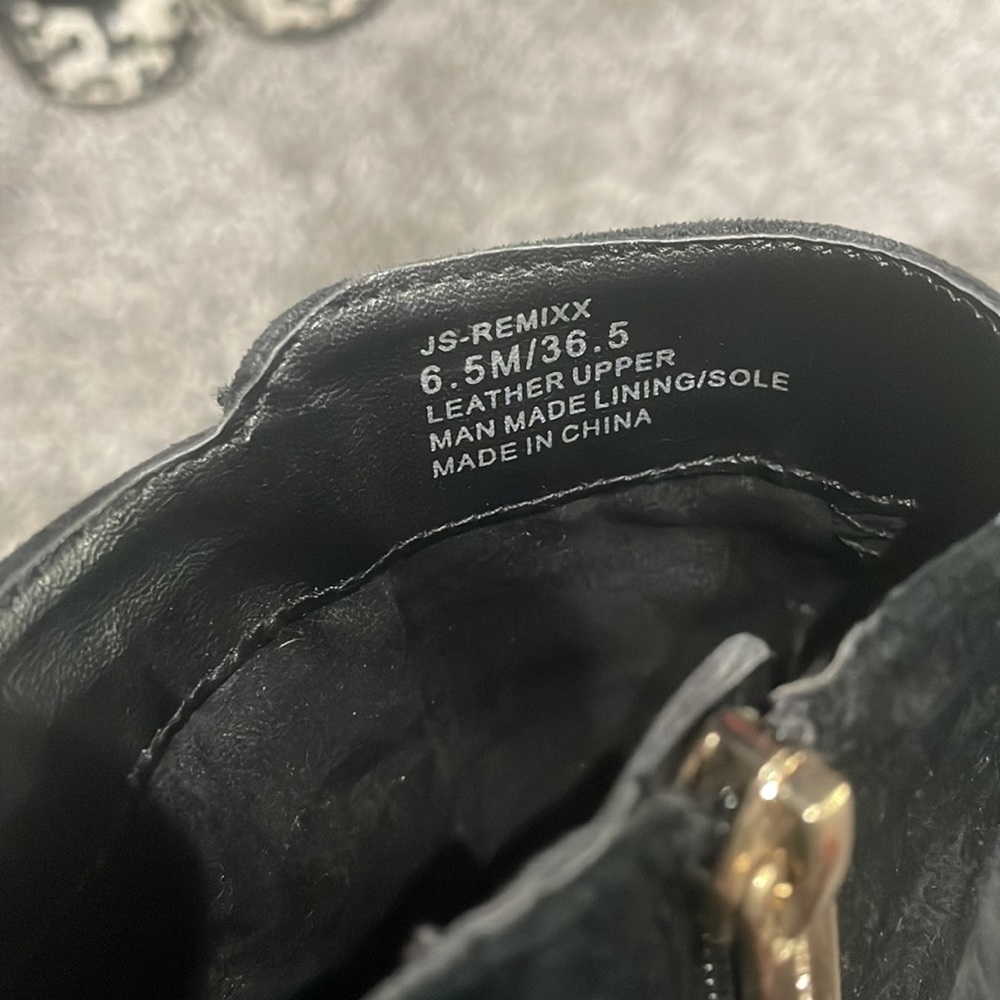 JS-REMIXX
6.5M/36.5
LEATHER UPPER
MAN MADE LINING/SOLE
MADE IN CHINA